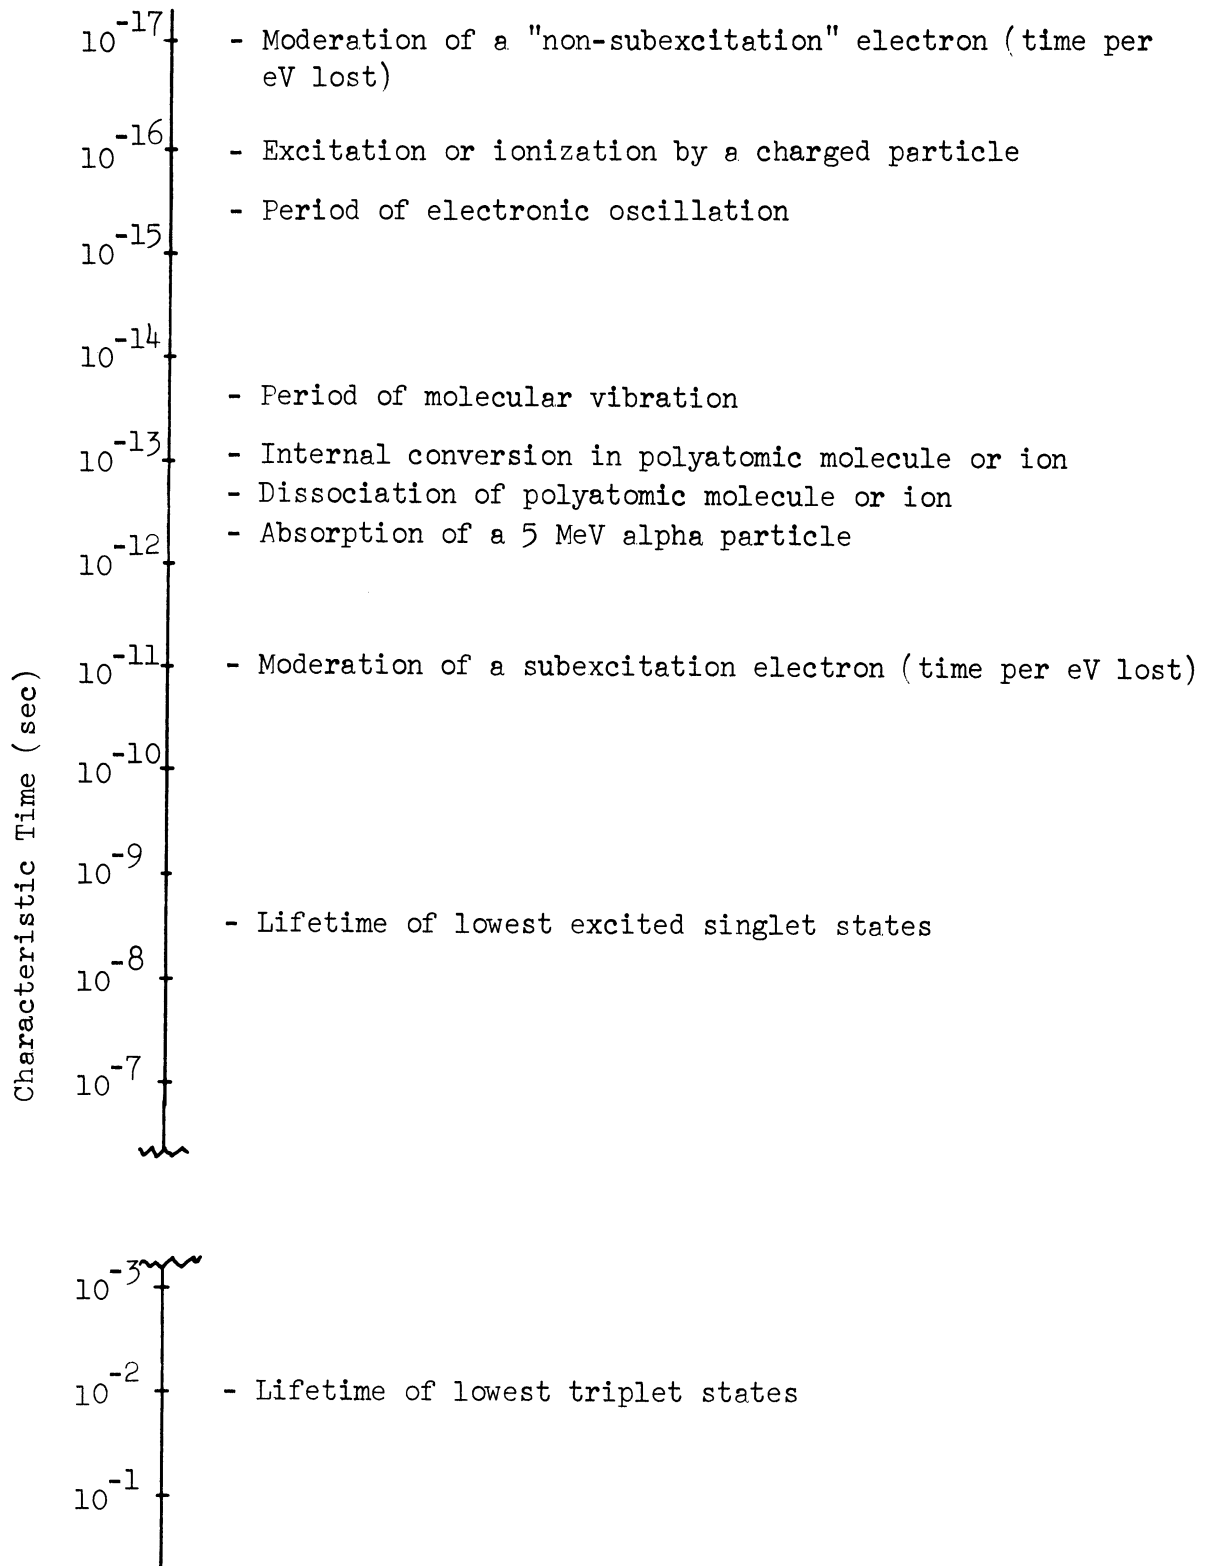 10^-17 - Moderation of a "non-subexcitation" electron (time per
eV lost)
10^-16 - Excitation or ionization by a charged particle
- Period of electronic oscillation
10^-15
10^-14
- Period of molecular vibration
10^-13 - Internal conversion in polyatomic molecule or ion
- Dissociation of polyatomic molecule or ion
- Absorption of a 5 MeV alpha particle
10^-12
10^-11 - Moderation of a subexcitation electron (time per eV lost)
10^-10
10^-9
- Lifetime of lowest excited singlet states
10^-8
10^-7
10^-3
10^-2 - Lifetime of lowest triplet states
10^-1
Characteristic Time (sec)